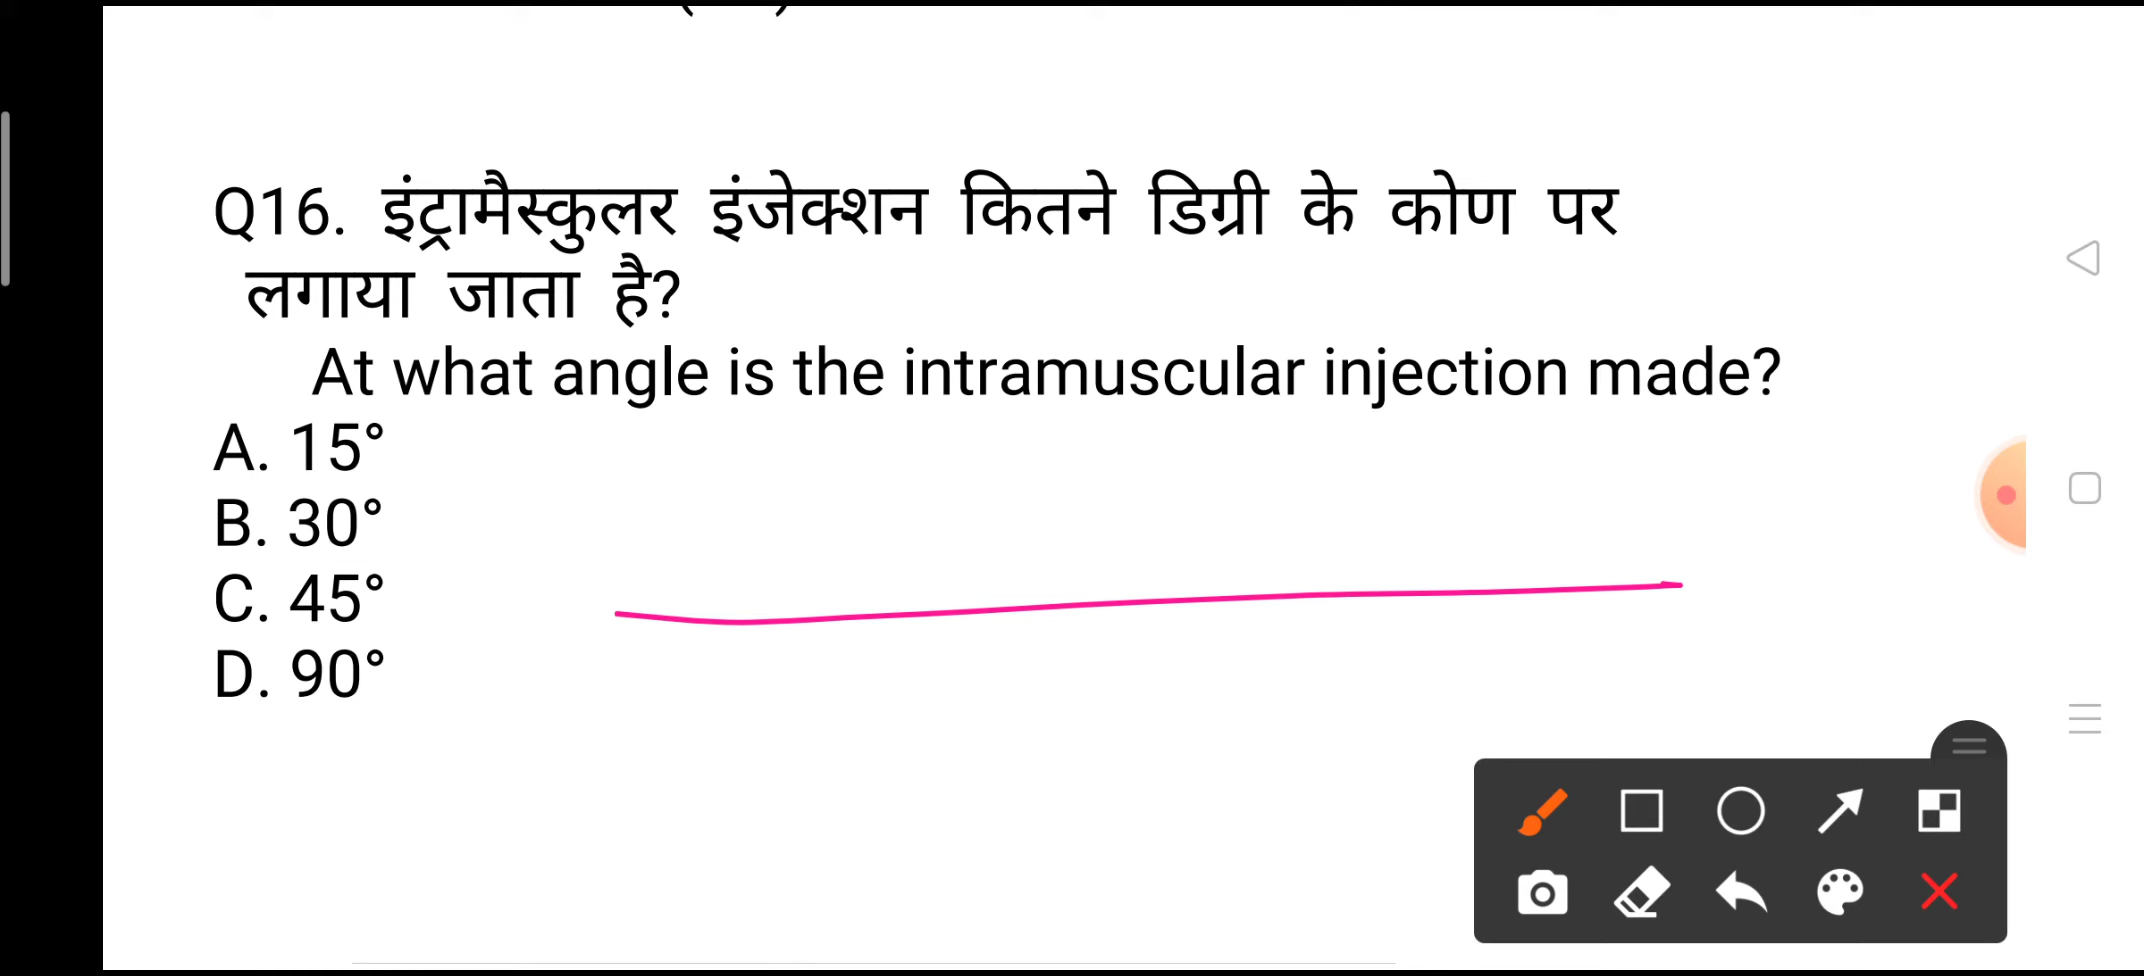 Q16. इंट्रामैस्कुलर इंजेक्शन कितने डिग्री के कोण पर
लगाया जाता है?
At what angle is the intramuscular injection made?
A. 15°
B. 30°
C. 45°
D. 90°